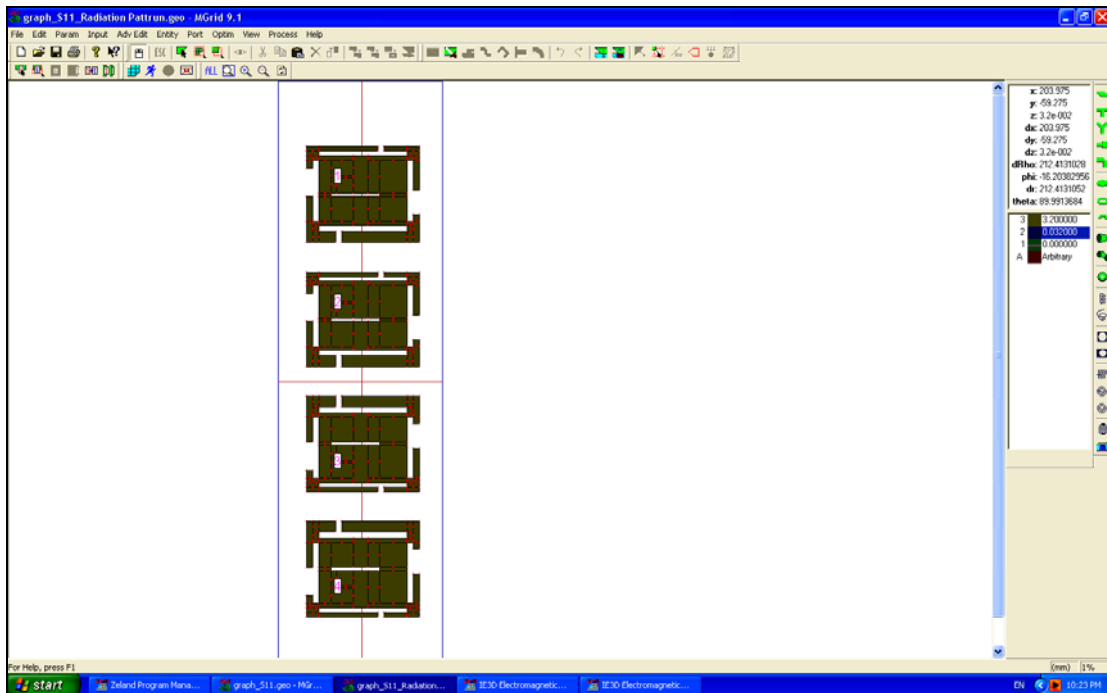 graph_S11_Radiation Pattrun.geo - MGrid 9.1
File Edit Param Input Adv Edit Entity Port Optim View Process Help
ALL
x: 203.975
y: -59.275
z: 3.2e-002
dx: 203.975
dy: -59.275
dz: 3.2e-002
dRho: 212.4131028
phi: -16.20382956
dr: 212.4131052
theta: 89.9913684
3 3.200000
2 0.032000
1 0.000000
A Arbitrary
1
2
3
4
For Help, press F1
(mm) 1%
start
Zeland Program Mana...
graph_S11.geo - MGr...
graph_S11_Radiation...
IE3D Electromagnetic...
IE3D Electromagnetic...
EN
10:23 PM